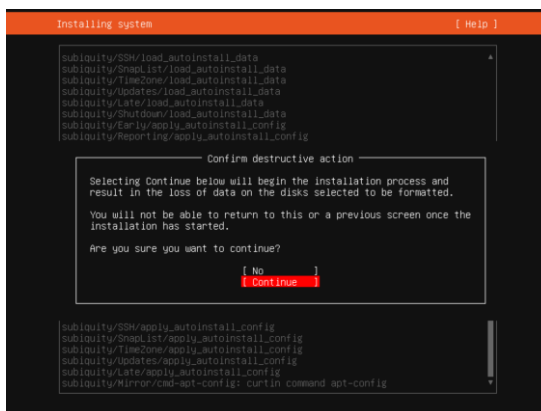 Installing system [ Help ]
subiquity/SSH/load_autoinstall_data
subiquity/SnapList/load_autoinstall_data
subiquity/TimeZone/load_autoinstall_data
subiquity/Updates/load_autoinstall_data
subiquity/Late/load_autoinstall_data
subiquity/Shutdown/load_autoinstall_data
subiquity/Early/apply_autoinstall_config
subiquity/Reporting/apply_autoinstall_config
Confirm destructive action
Selecting Continue below will begin the installation process and
result in the loss of data on the disks selected to be formatted.
You will not be able to return to this or a previous screen once the
installation has started.
Are you sure you want to continue?
[ No ]
[ Continue ]
subiquity/SSH/apply_autoinstall_config
subiquity/SnapList/apply_autoinstall_config
subiquity/TimeZone/apply_autoinstall_config
subiquity/Updates/apply_autoinstall_config
subiquity/Late/apply_autoinstall_config
subiquity/Mirror/cmd-apt-config: curtin command apt-config